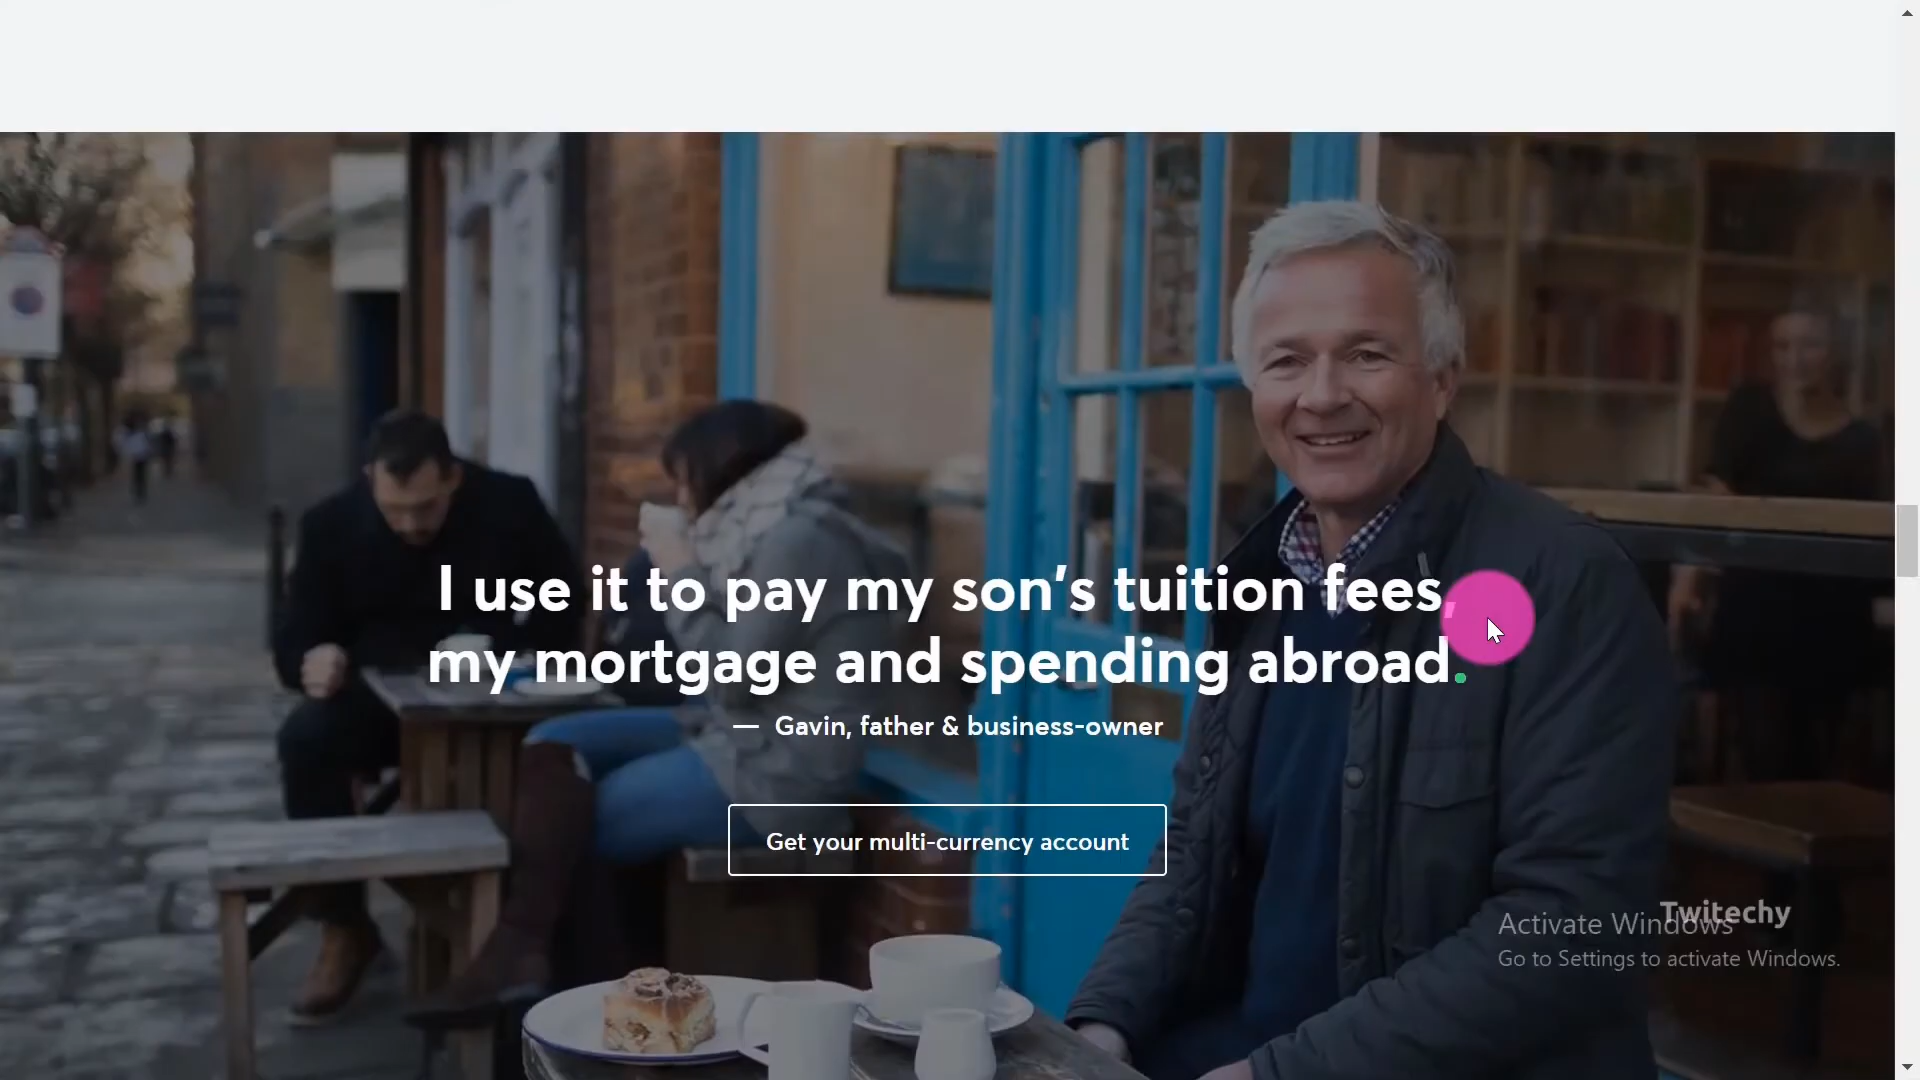 I use it to pay my son's tuition fees,
my mortgage and spending abroad.
— Gavin, father & business-owner
Get your multi-currency account
Twitechy
Activate Windows
Go to Settings to activate Windows.